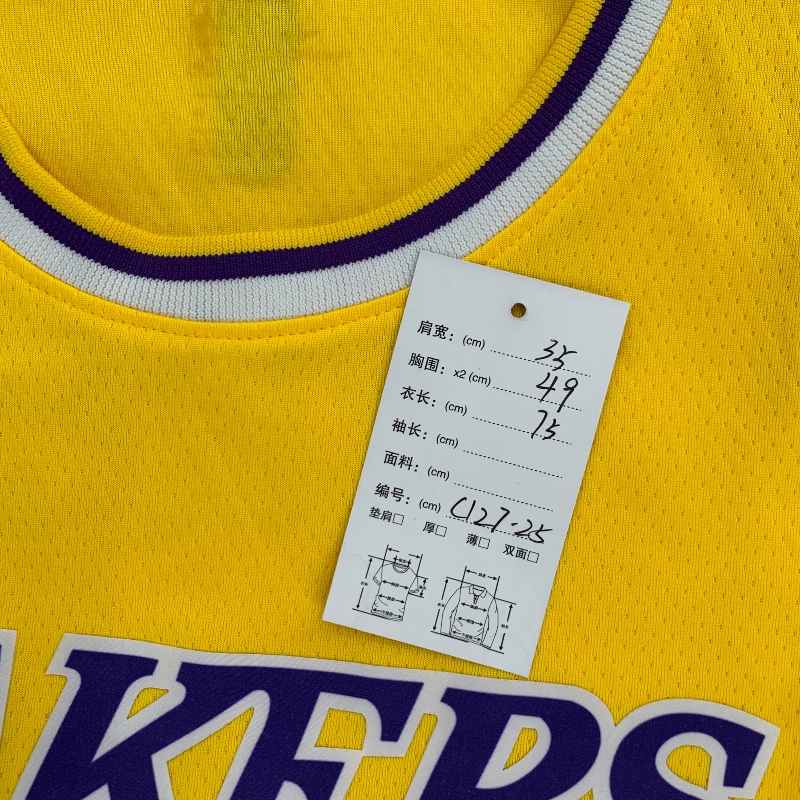 肩宽：(cm) 35
胸围：x2 (cm) 49
衣长：(cm) 75
袖长：(cm)
面料：(cm)
编号：(cm) C127·25
垫肩□ 厚□ 薄□ 双面□
AKERS